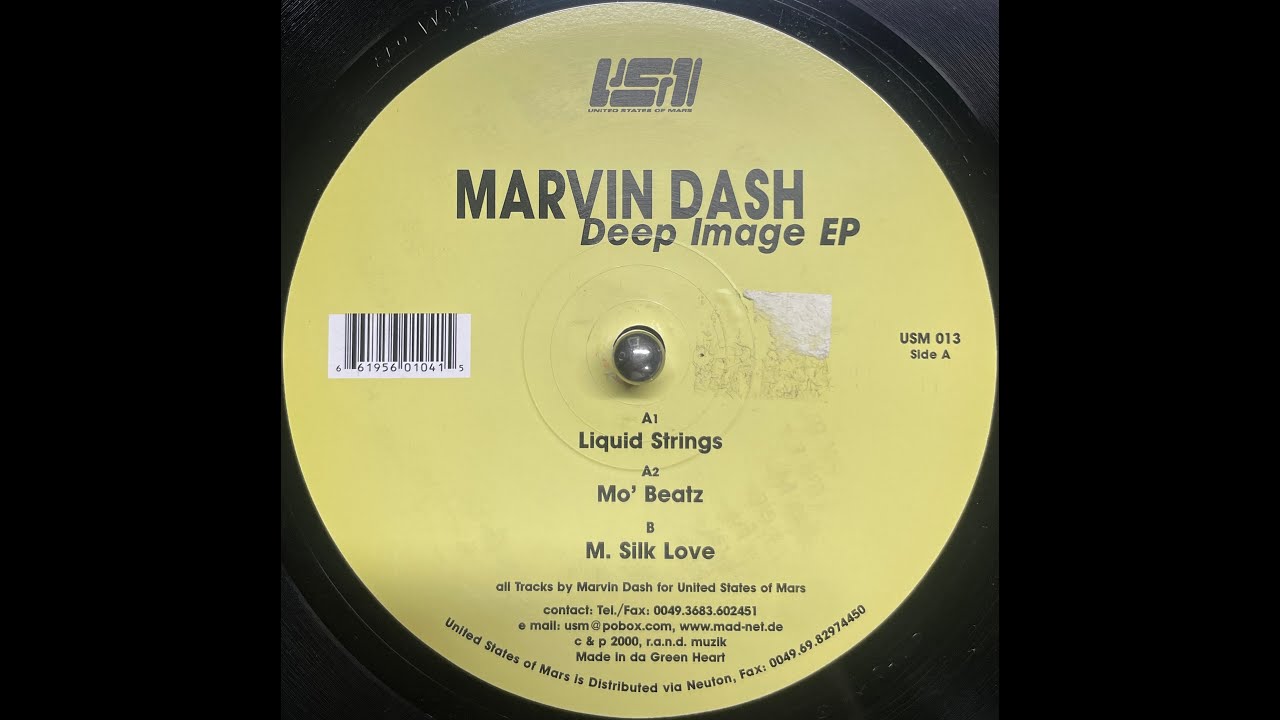 usm
UNITED STATES OF MARS
MARVIN DASH
Deep Image EP
6 61956 01041 5
USM 013
Side A
A1
Liquid Strings
A2
Mo' Beatz
B
M. Silk Love
all Tracks by Marvin Dash for United States of Mars
contact: Tel./Fax: 0049.3683.602451
e mail: usm@pobox.com, www.mad-net.de
c & p 2000, r.a.n.d. muzik
Made in da Green Heart
United States of Mars is Distributed via Neuton, Fax: 0049.69.82974450